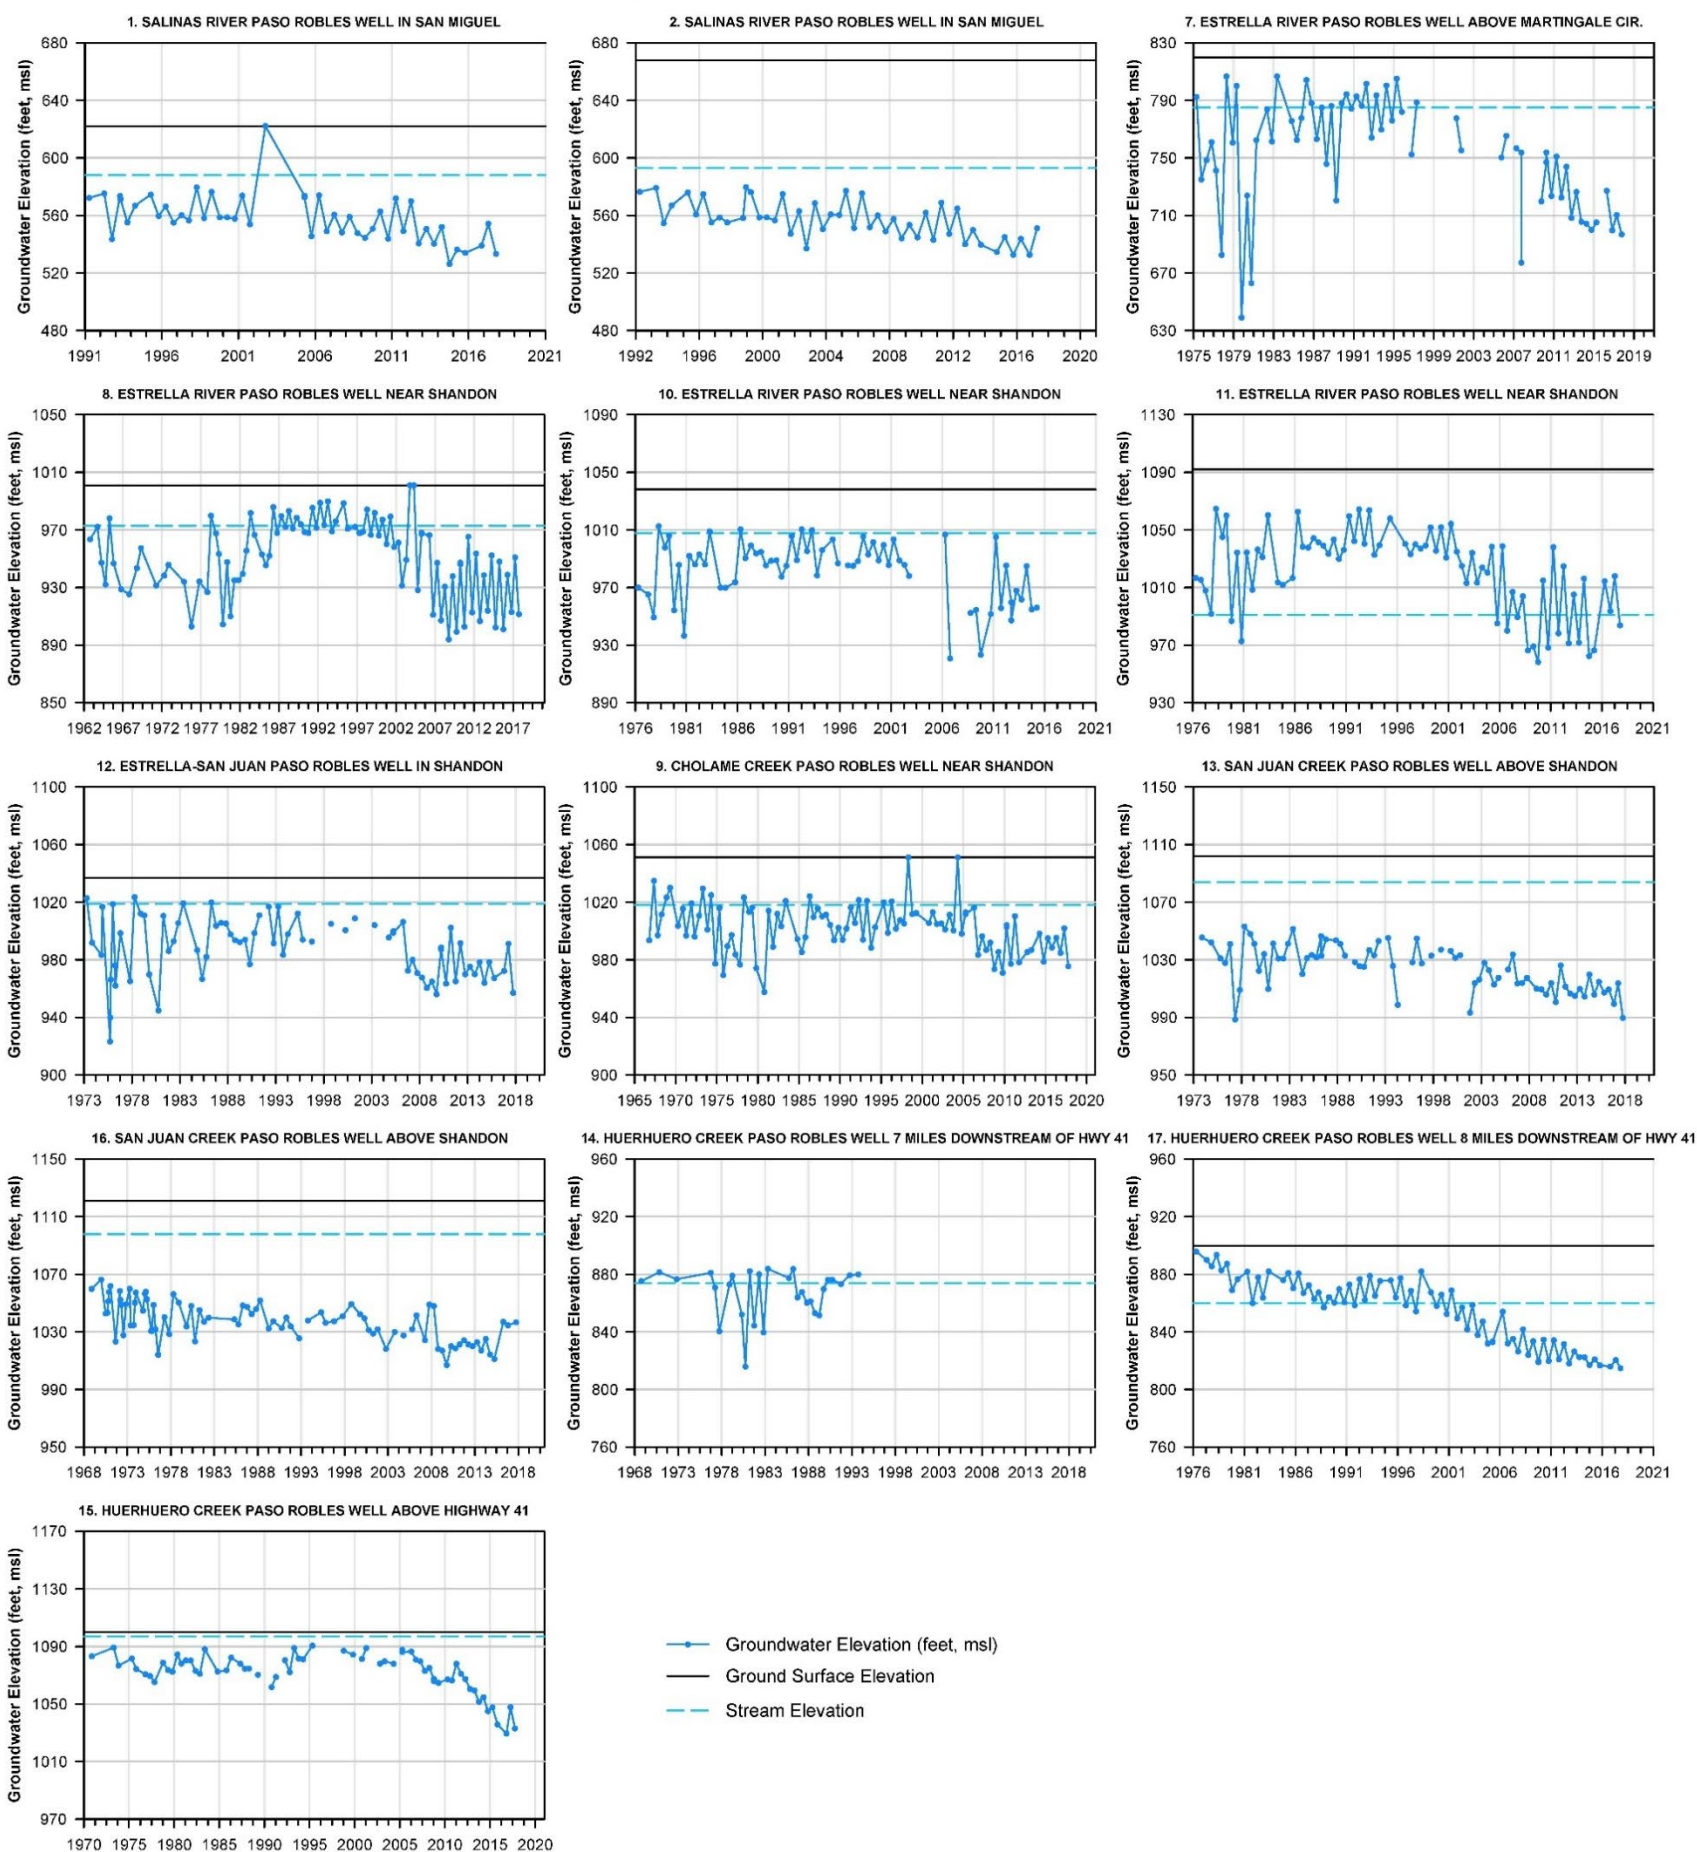 1. SALINAS RIVER PASO ROBLES WELL IN SAN MIGUEL
Groundwater Elevation (feet, msl)
680
640
600
560
520
480
1991 1996 2001 2006 2011 2016 2021
2. SALINAS RIVER PASO ROBLES WELL IN SAN MIGUEL
Groundwater Elevation (feet, msl)
680
640
600
560
520
480
1992 1996 2000 2004 2008 2012 2016 2020
7. ESTRELLA RIVER PASO ROBLES WELL ABOVE MARTINGALE CIR.
Groundwater Elevation (feet, msl)
830
790
750
710
670
630
1975 1979 1983 1987 1991 1995 1999 2003 2007 2011 2015 2019
8. ESTRELLA RIVER PASO ROBLES WELL NEAR SHANDON
Groundwater Elevation (feet, msl)
1050
1010
970
930
890
850
1962 1967 1972 1977 1982 1987 1992 1997 2002 2007 2012 2017
10. ESTRELLA RIVER PASO ROBLES WELL NEAR SHANDON
Groundwater Elevation (feet, msl)
1090
1050
1010
970
930
890
1976 1981 1986 1991 1996 2001 2006 2011 2016 2021
11. ESTRELLA RIVER PASO ROBLES WELL NEAR SHANDON
Groundwater Elevation (feet, msl)
1130
1090
1050
1010
970
930
1976 1981 1986 1991 1996 2001 2006 2011 2016 2021
12. ESTRELLA-SAN JUAN PASO ROBLES WELL IN SHANDON
Groundwater Elevation (feet, msl)
1100
1060
1020
980
940
900
1973 1978 1983 1988 1993 1998 2003 2008 2013 2018
9. CHOLAME CREEK PASO ROBLES WELL NEAR SHANDON
Groundwater Elevation (feet, msl)
1100
1060
1020
980
940
900
1965 1970 1975 1980 1985 1990 1995 2000 2005 2010 2015 2020
13. SAN JUAN CREEK PASO ROBLES WELL ABOVE SHANDON
Groundwater Elevation (feet, msl)
1150
1110
1070
1030
990
950
1973 1978 1983 1988 1993 1998 2003 2008 2013 2018
16. SAN JUAN CREEK PASO ROBLES WELL ABOVE SHANDON
Groundwater Elevation (feet, msl)
1150
1110
1070
1030
990
950
1968 1973 1978 1983 1988 1993 1998 2003 2008 2013 2018
14. HUERHUERO CREEK PASO ROBLES WELL 7 MILES DOWNSTREAM OF HWY 41
Groundwater Elevation (feet, msl)
960
920
880
840
800
760
1968 1973 1978 1983 1988 1993 1998 2003 2008 2013 2018
17. HUERHUERO CREEK PASO ROBLES WELL 8 MILES DOWNSTREAM OF HWY 41
Groundwater Elevation (feet, msl)
960
920
880
840
800
760
1976 1981 1986 1991 1996 2001 2006 2011 2016 2021
15. HUERHUERO CREEK PASO ROBLES WELL ABOVE HIGHWAY 41
Groundwater Elevation (feet, msl)
1170
1130
1090
1050
1010
970
1970 1975 1980 1985 1990 1995 2000 2005 2010 2015 2020
Groundwater Elevation (feet, msl)
Ground Surface Elevation
Stream Elevation